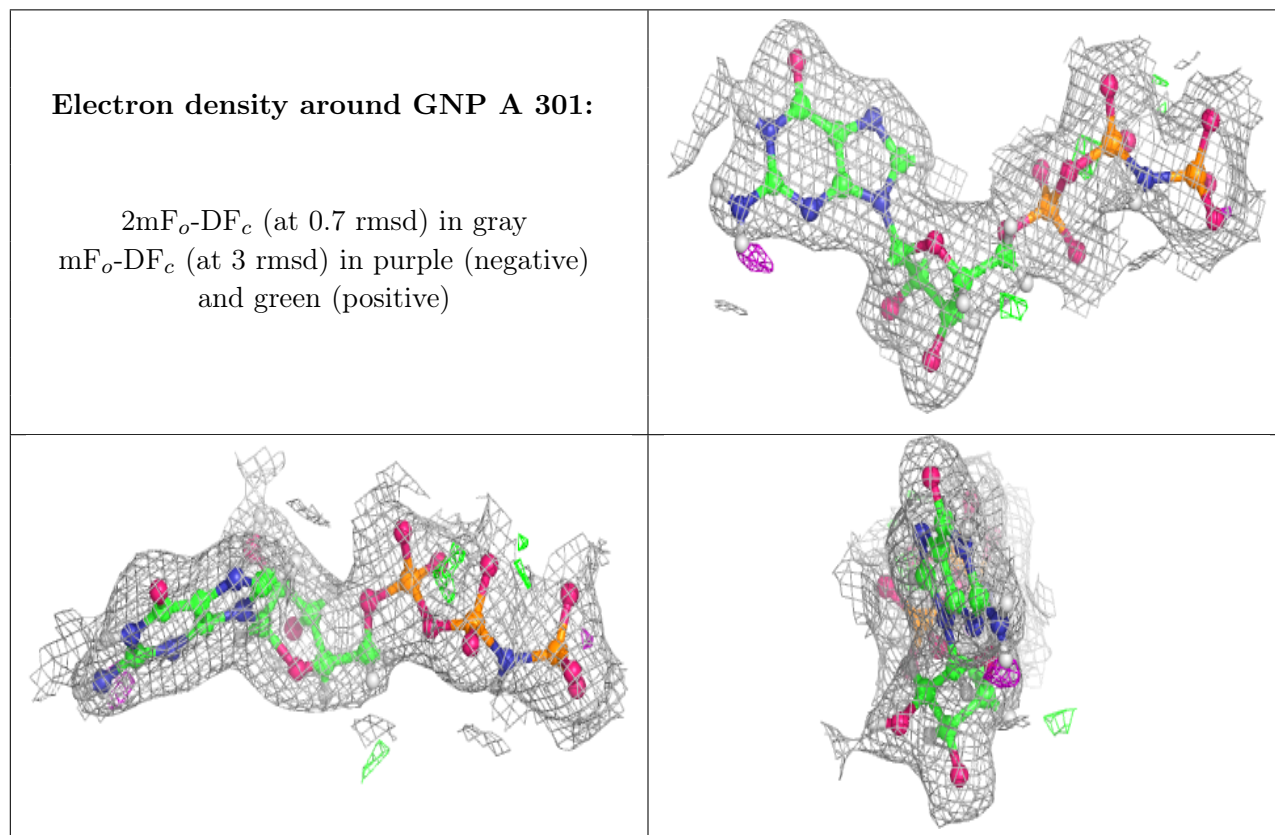 Electron density around GNP A 301:
2mFₒ-DF𝒸 (at 0.7 rmsd) in gray
mFₒ-DF𝒸 (at 3 rmsd) in purple (negative)
and green (positive)